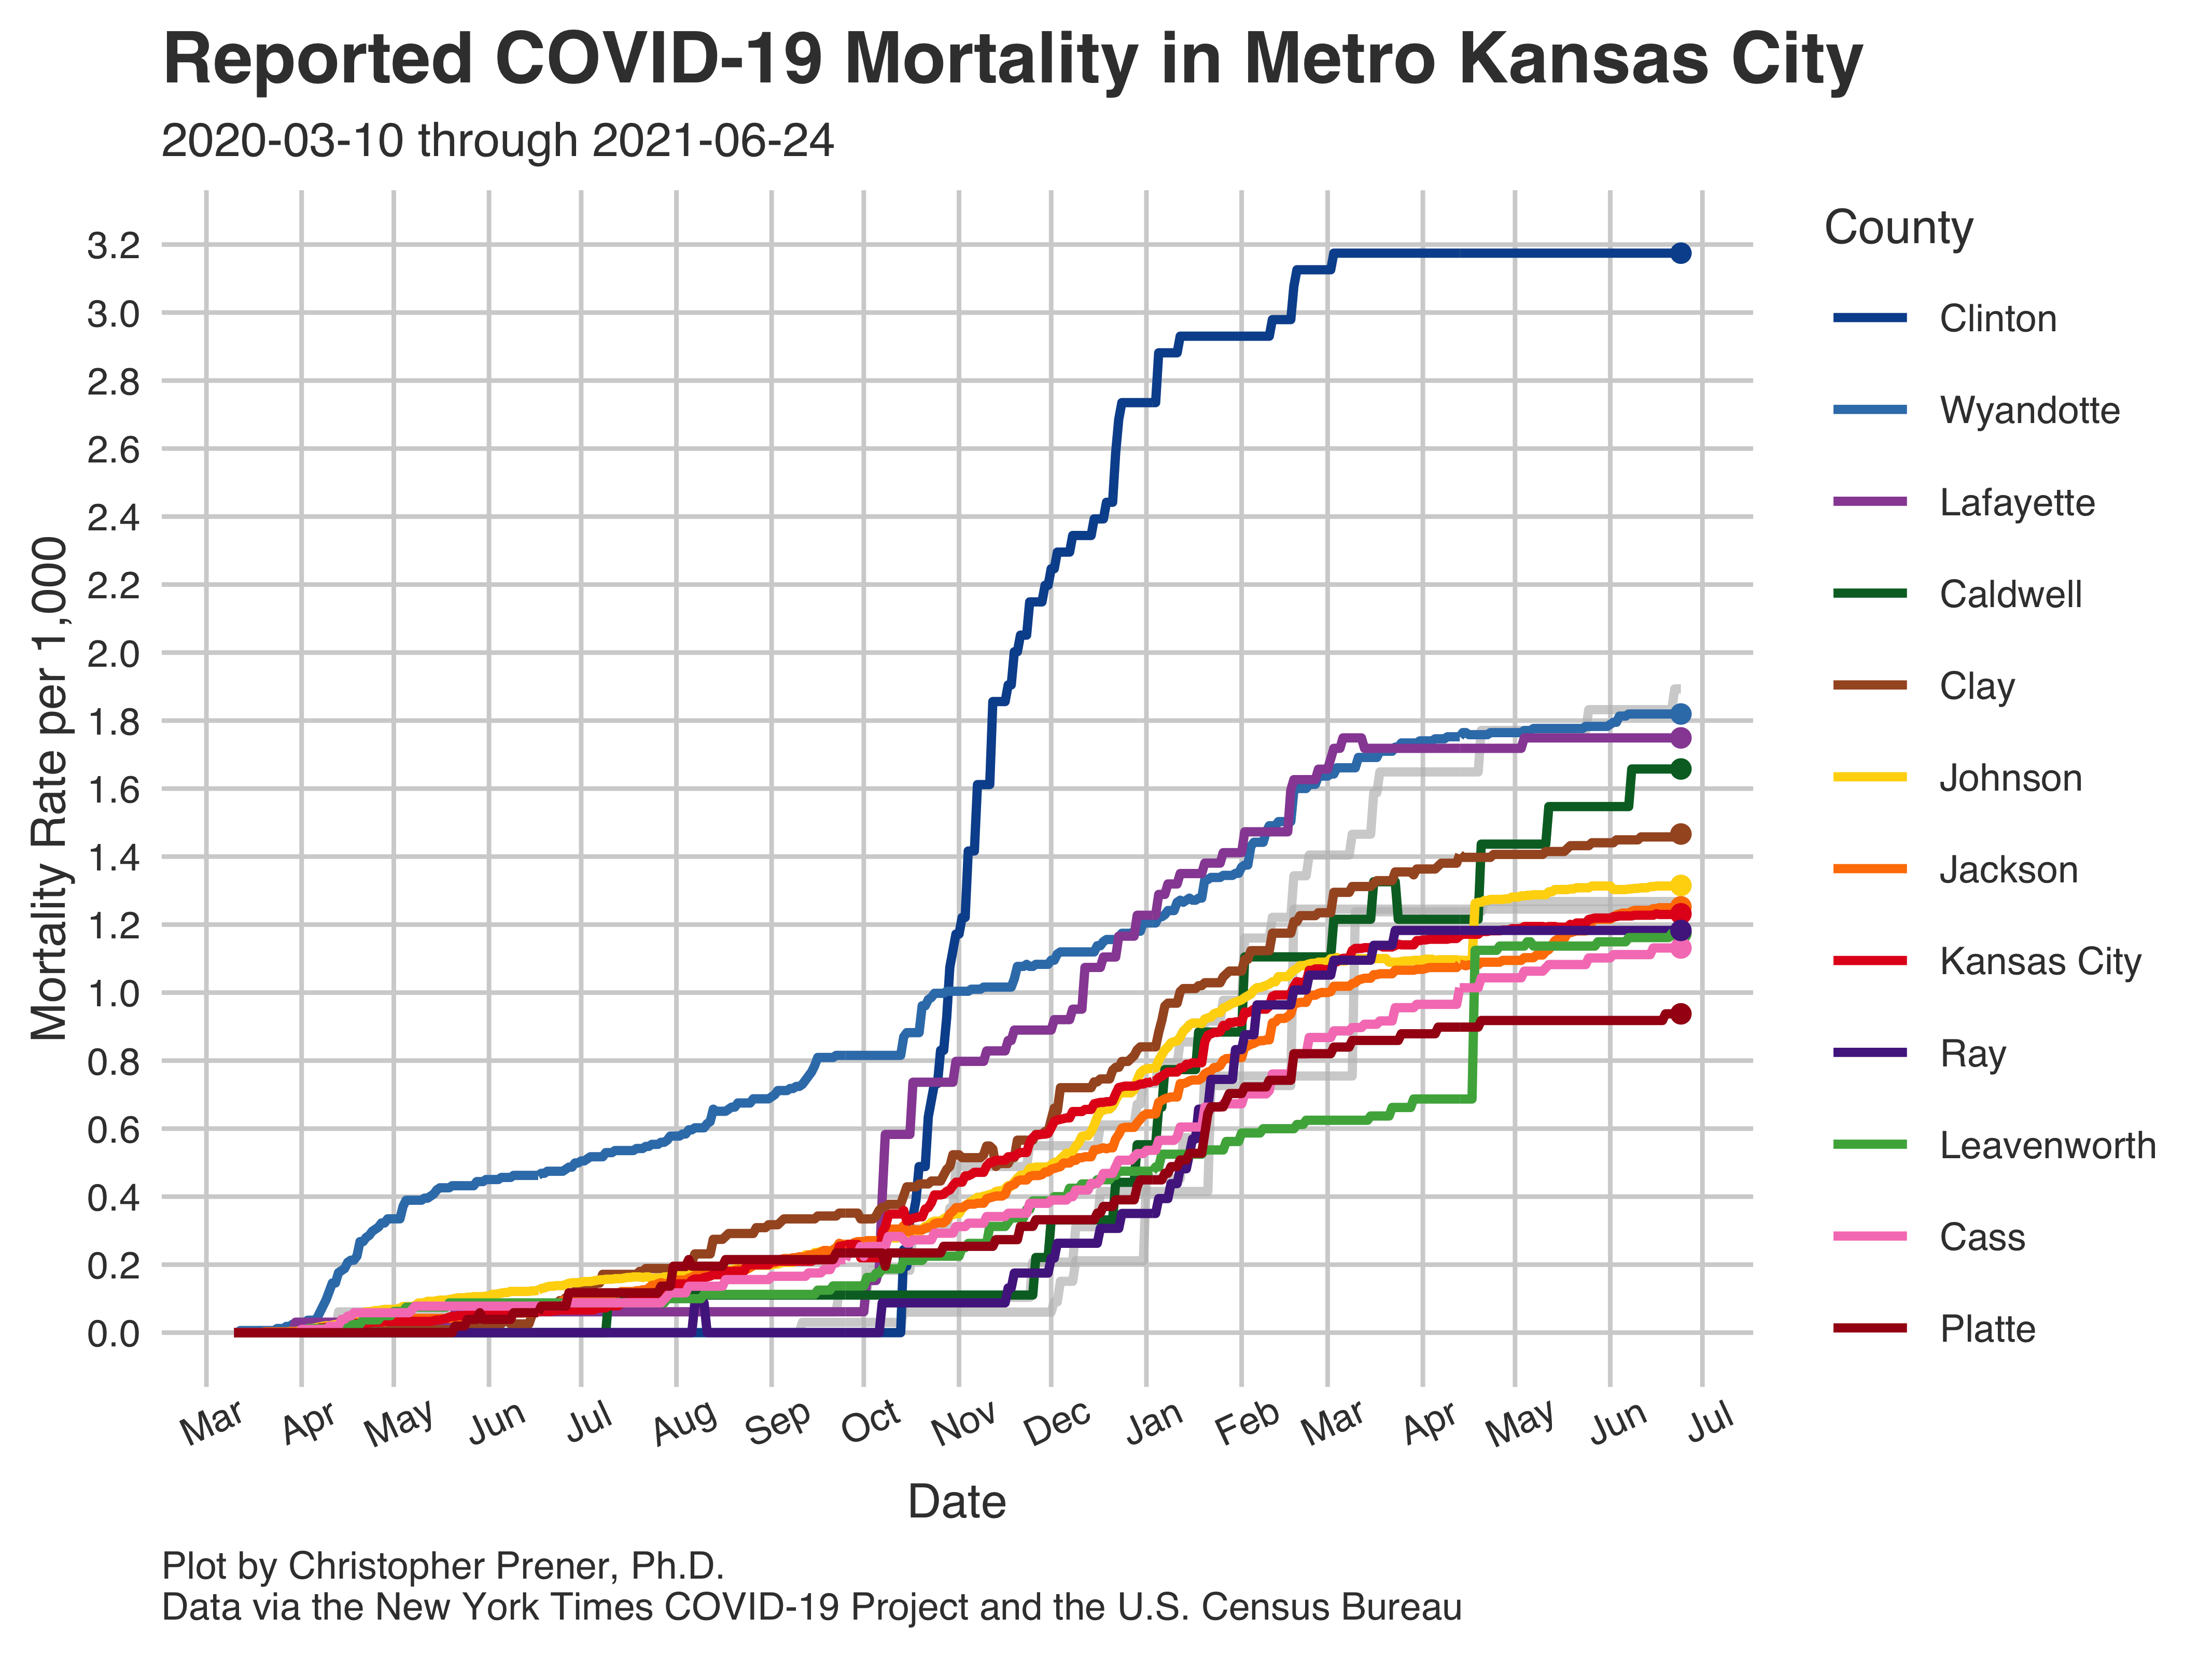 Reported COVID-19 Mortality in Metro Kansas City
2020-03-10 through 2021-06-24
Mortality Rate per 1,000
3.2
3.0
2.8
2.6
2.4
2.2
2.0
1.8
1.6
1.4
1.2
1.0
0.8
0.6
0.4
0.2
0.0
Mar Apr May Jun Jul Aug Sep Oct Nov Dec Jan Feb Mar Apr May Jun Jul
Date
County
Clinton
Wyandotte
Lafayette
Caldwell
Clay
Johnson
Jackson
Kansas City
Ray
Leavenworth
Cass
Platte
Plot by Christopher Prener, Ph.D.
Data via the New York Times COVID-19 Project and the U.S. Census Bureau